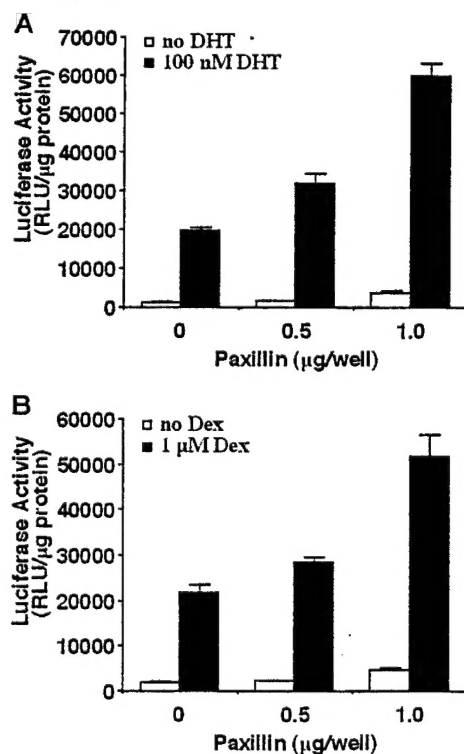 A
no DHT
100 nM DHT
Luciferase Activity
(RLU/µg protein)
70000
60000
50000
40000
30000
20000
10000
0
0 0.5 1.0
Paxillin (µg/well)
B
no Dex
1 µM Dex
Luciferase Activity
(RLU/µg protein)
60000
50000
40000
30000
20000
10000
0
0 0.5 1.0
Paxillin (µg/well)